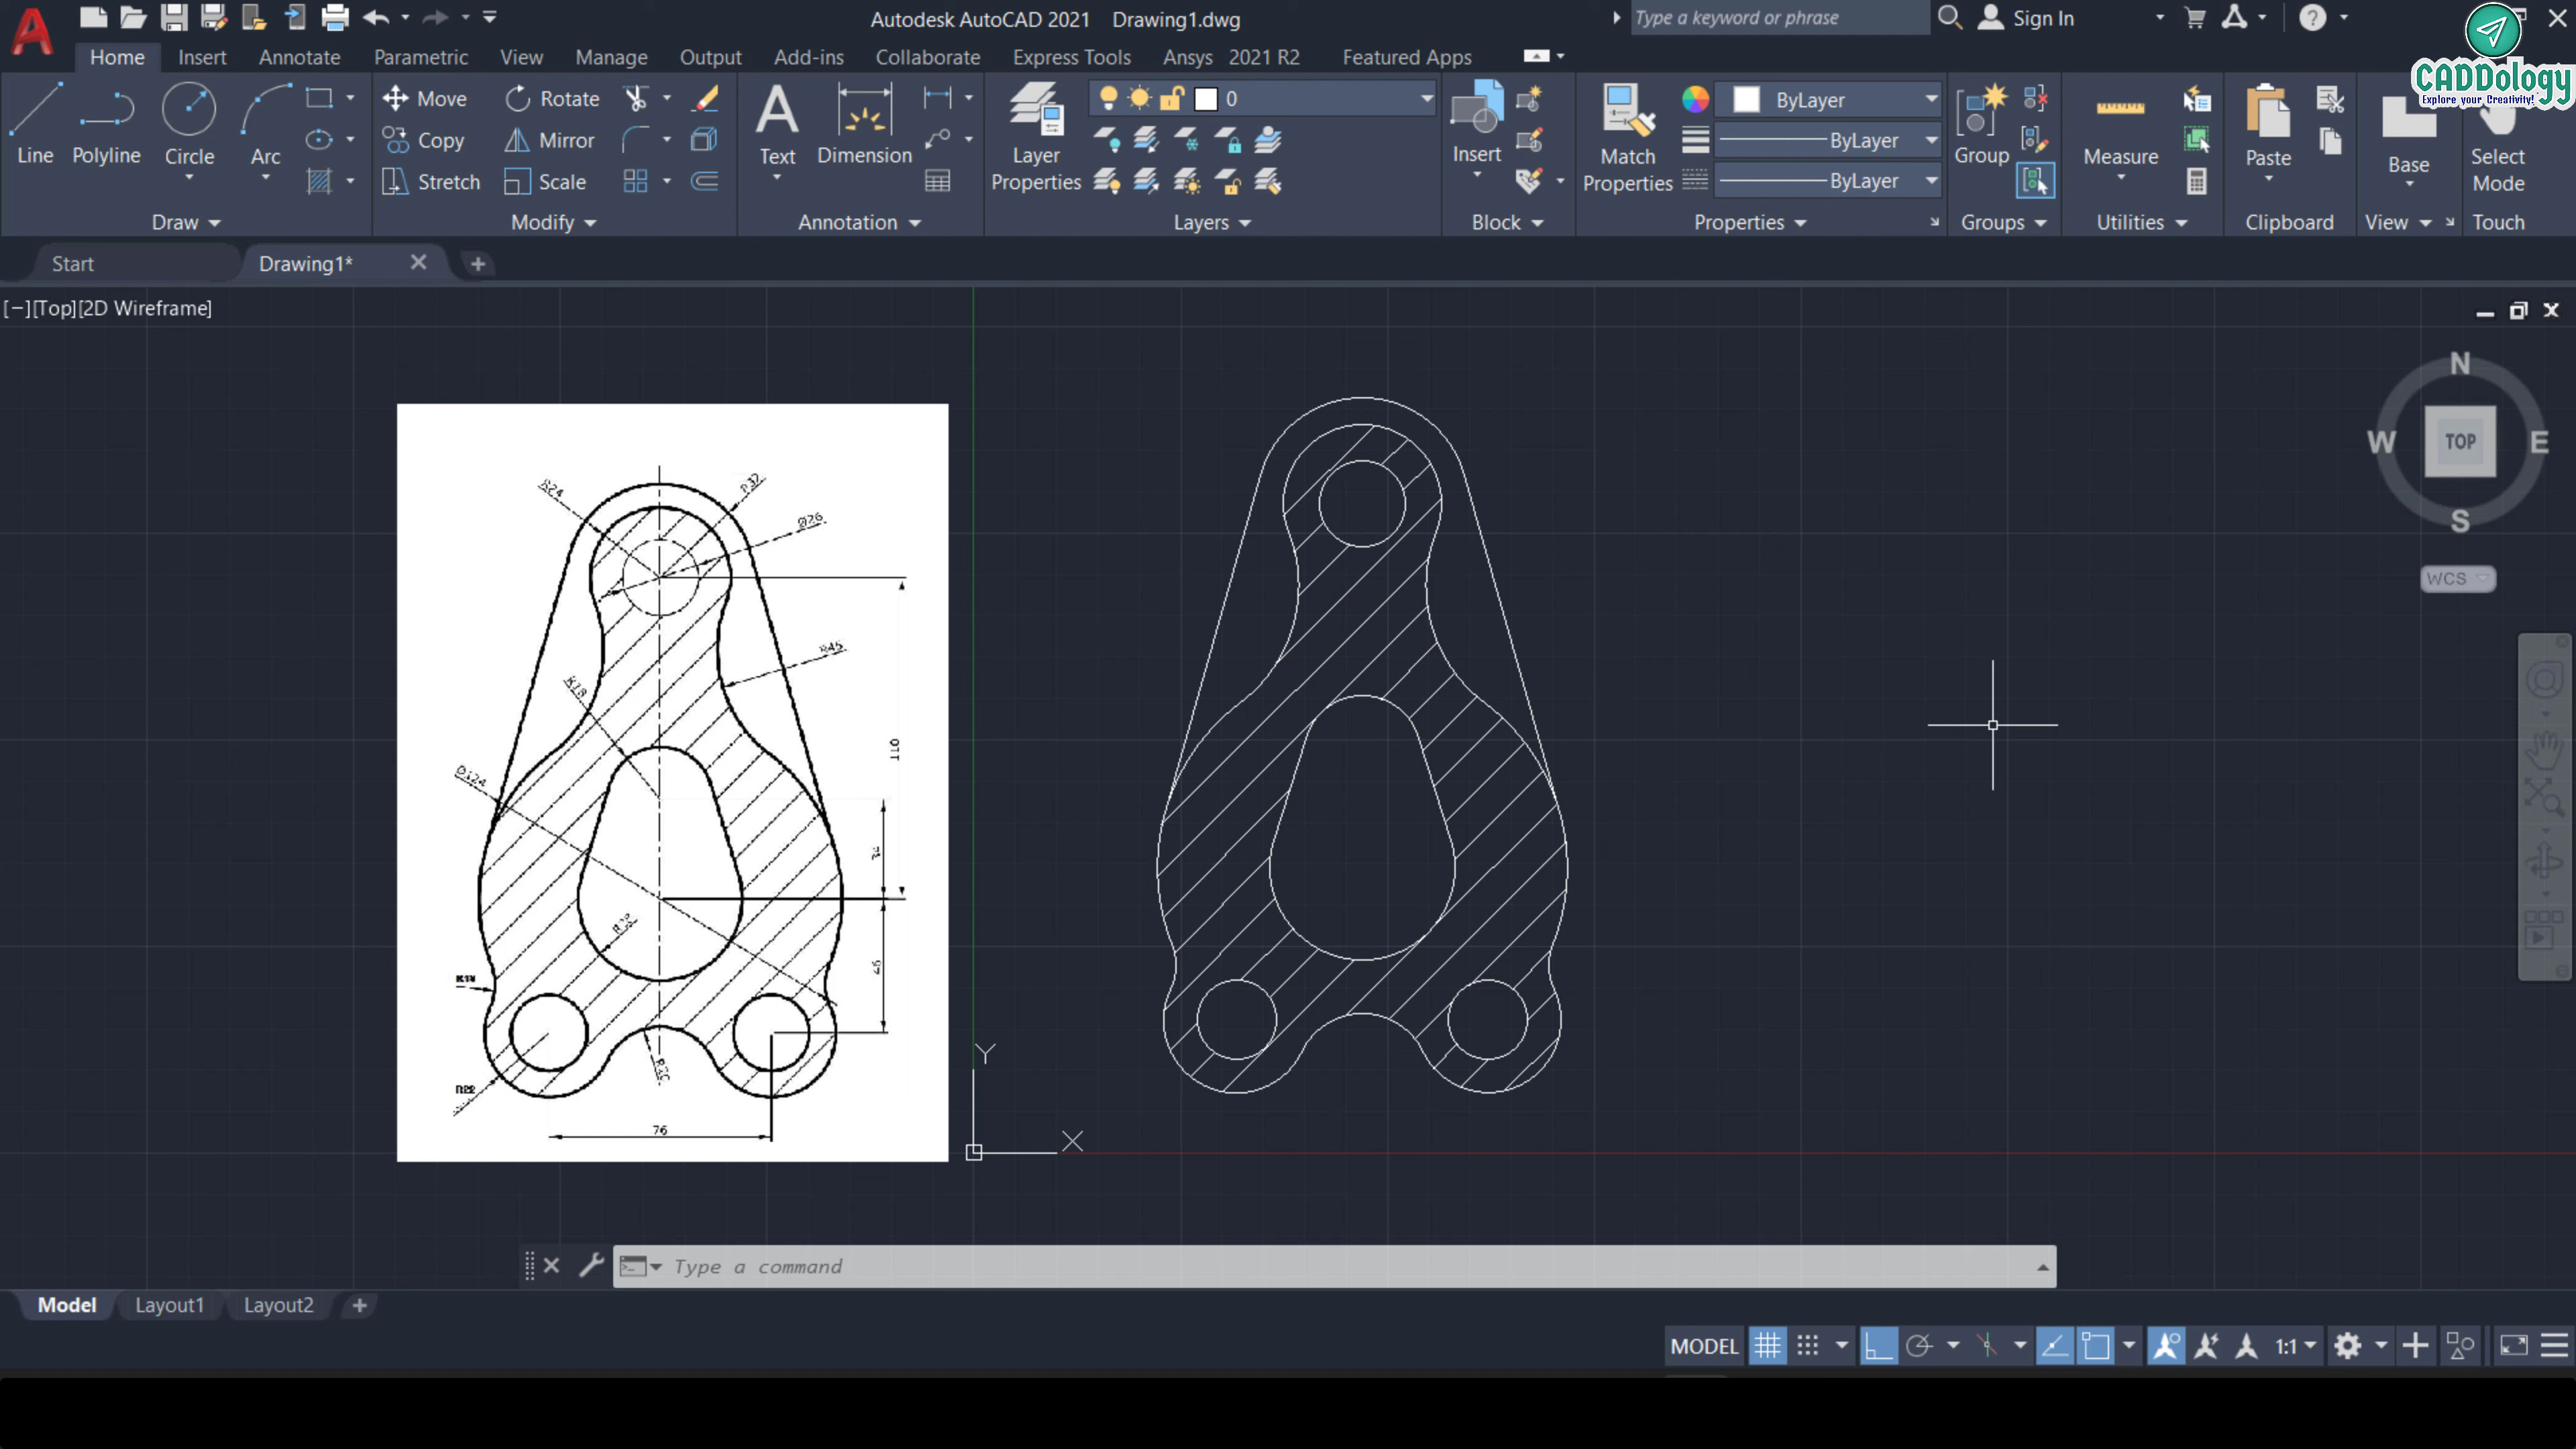 Autodesk AutoCAD 2021 Drawing1.dwg
Type a keyword or phrase
Sign In
CADDology
Explore your Creativity!
Home Insert Annotate Parametric View Manage Output Add-ins Collaborate Express Tools Ansys 2021 R2 Featured Apps
Line Polyline Circle Arc
Move Rotate
Copy Mirror
Stretch Scale
Text Dimension
Layer Properties
0
Insert
Match Properties
ByLayer
ByLayer
ByLayer
Group
Measure
Paste
Base
Select Mode
Draw Modify Annotation Layers Block Properties Groups Utilities Clipboard View Touch
Start Drawing1*
[−][Top][2D Wireframe]
N
W TOP E
S
WCS
R24
R32
Ø26
R45
R18
110
Ø124
46
R22
R20
76
Y
X
Type a command
Model Layout1 Layout2
MODEL 1:1